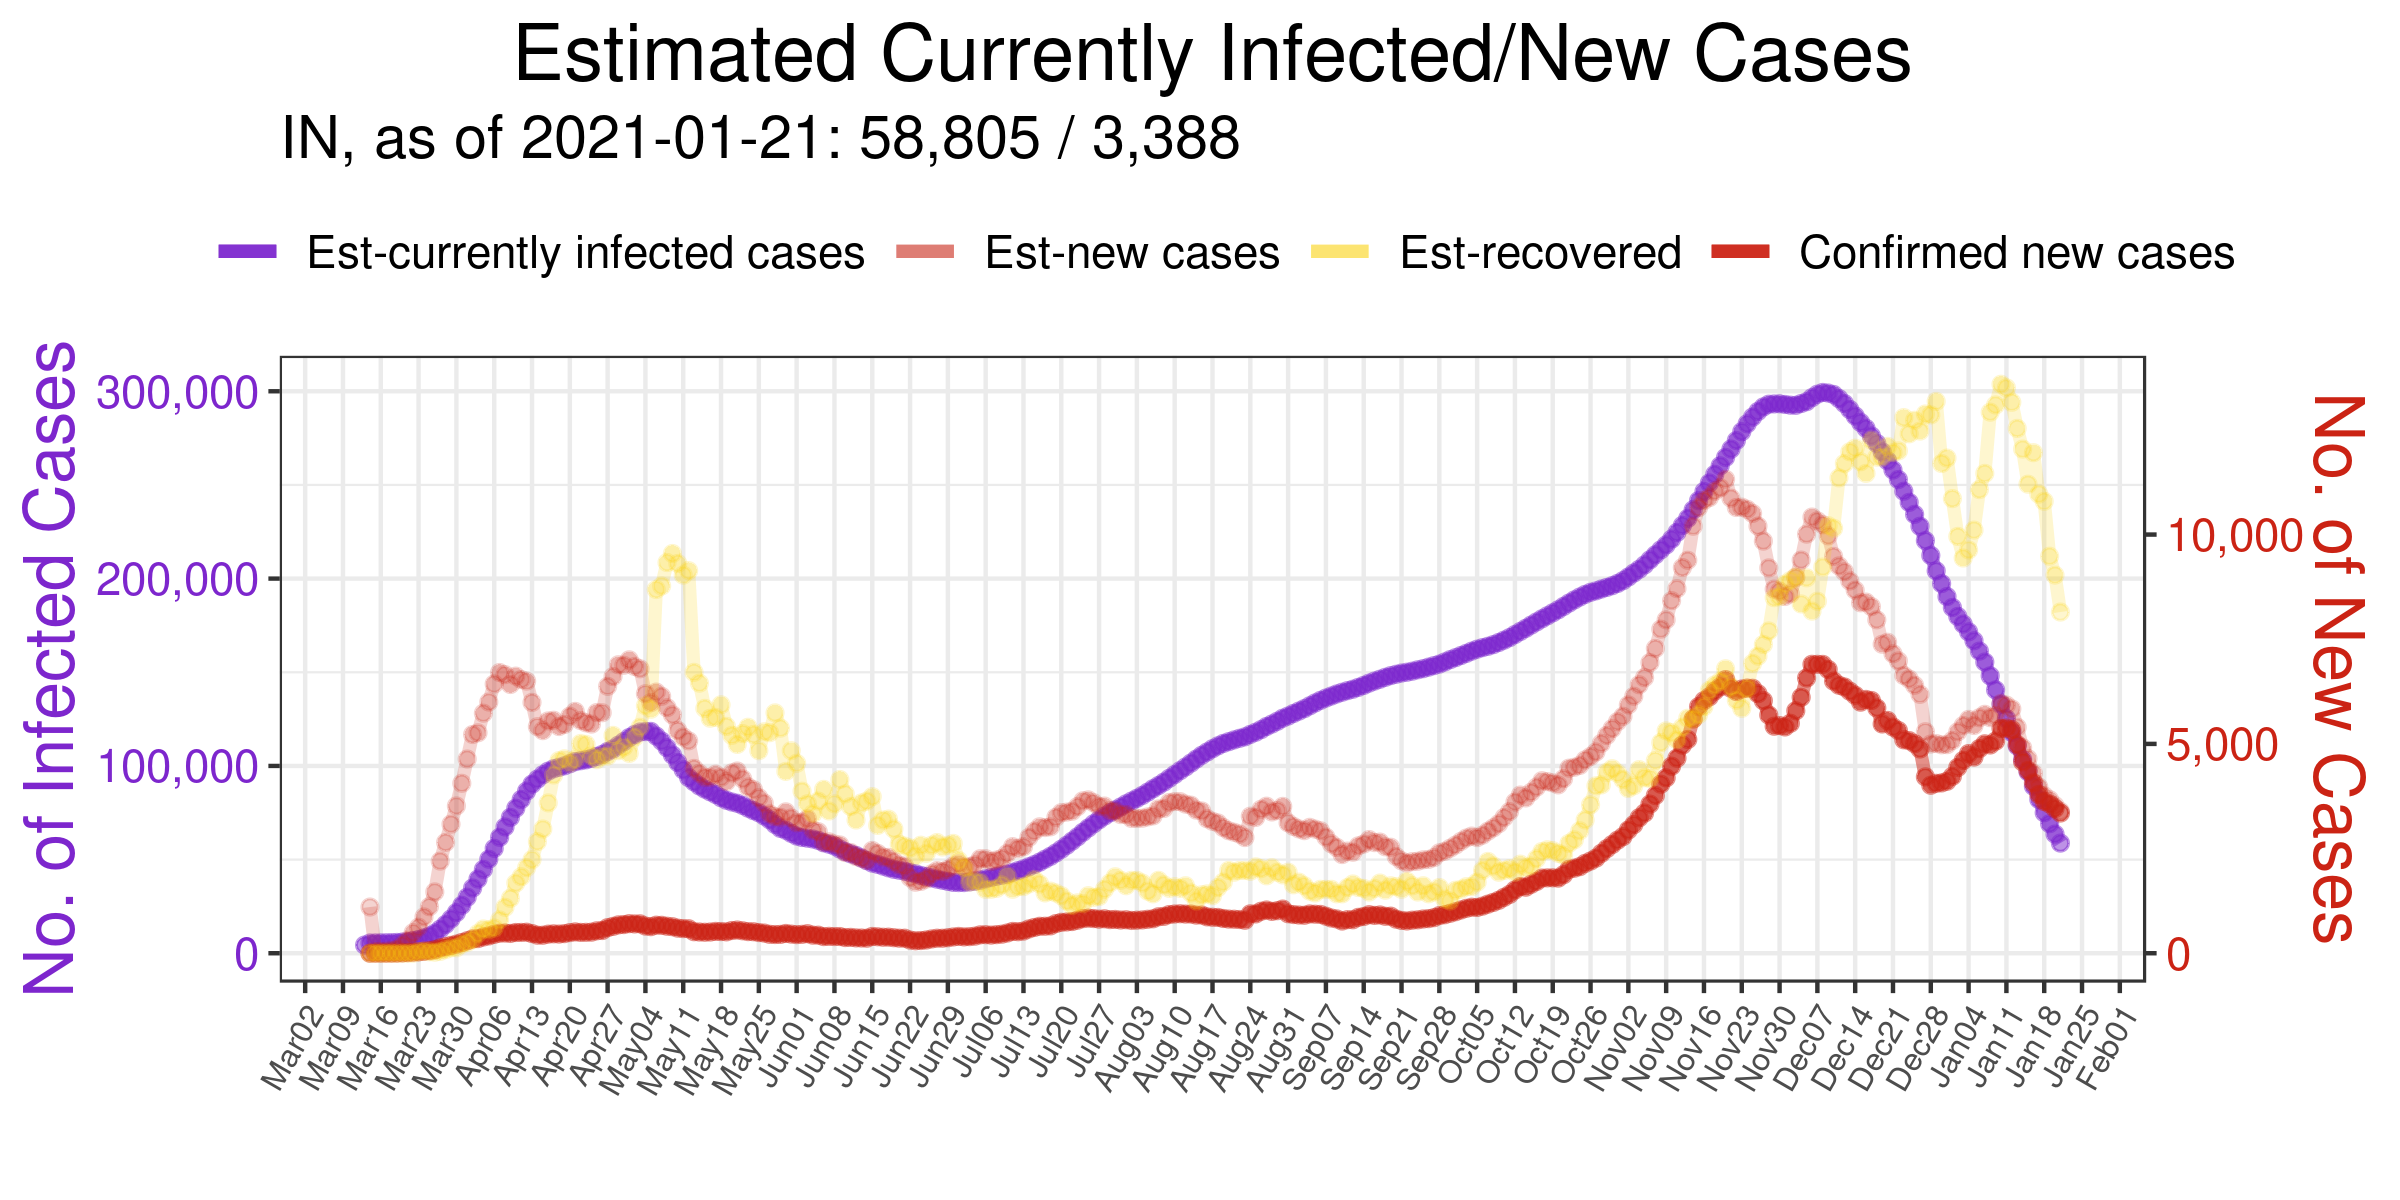 Estimated Currently Infected/New Cases
IN, as of 2021-01-21: 58,805 / 3,388
Est-currently infected cases
Est-new cases
Est-recovered
Confirmed new cases
No. of Infected Cases
300,000
200,000
100,000
0
10,000
5,000
0
No. of New Cases
Mar02
Mar09
Mar16
Mar23
Mar30
Apr06
Apr13
Apr20
Apr27
May04
May11
May18
May25
Jun01
Jun08
Jun15
Jun22
Jun29
Jul06
Jul13
Jul20
Jul27
Aug03
Aug10
Aug17
Aug24
Aug31
Sep07
Sep14
Sep21
Sep28
Oct05
Oct12
Oct19
Oct26
Nov02
Nov09
Nov16
Nov23
Nov30
Dec07
Dec14
Dec21
Dec28
Jan04
Jan11
Jan18
Jan25
Feb01